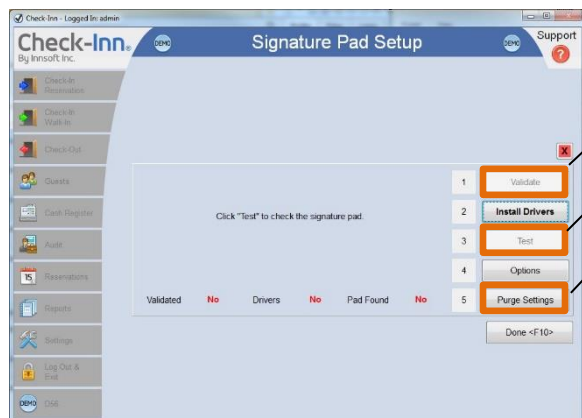 Check-Inn - Logged In: admin
Check-Inn®
By Innsoft Inc.
DEMO
Signature Pad Setup
DEMO
Support
?
Check-In
Reservation
Check-In
Walk-In
Check-Out
Guests
Cash Register
Audit
15
Reservations
Reports
Settings
Log Out &
Exit
DEMO
X
1 Validate
2 Install Drivers
Click "Test" to check the signature pad.
3 Test
4 Options
Validated No Drivers No Pad Found No
5 Purge Settings
Done <F10>